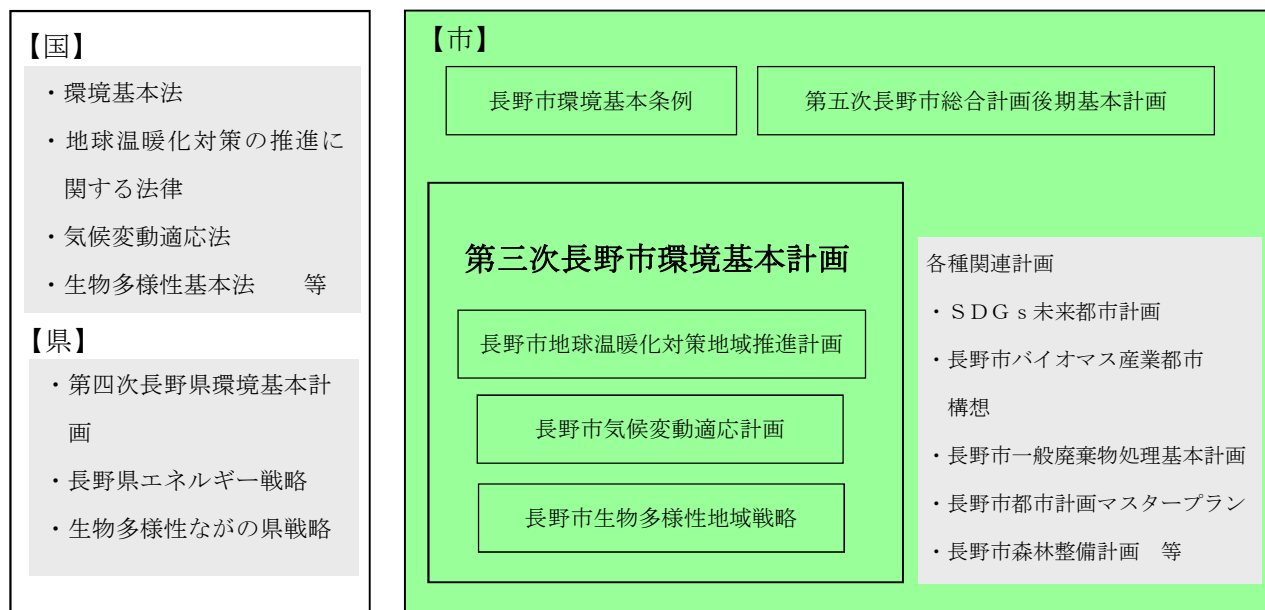 【国】
・環境基本法
・地球温暖化対策の推進に
関する法律
・気候変動適応法
・生物多様性基本法　　等
【県】
・第四次長野県環境基本計
画
・長野県エネルギー戦略
・生物多様性ながの県戦略
【市】
長野市環境基本条例
第五次長野市総合計画後期基本計画
第三次長野市環境基本計画
長野市地球温暖化対策地域推進計画
長野市気候変動適応計画
長野市生物多様性地域戦略
各種関連計画
・ＳＤＧｓ未来都市計画
・長野市バイオマス産業都市
構想
・長野市一般廃棄物処理基本計画
・長野市都市計画マスタープラン
・長野市森林整備計画　等